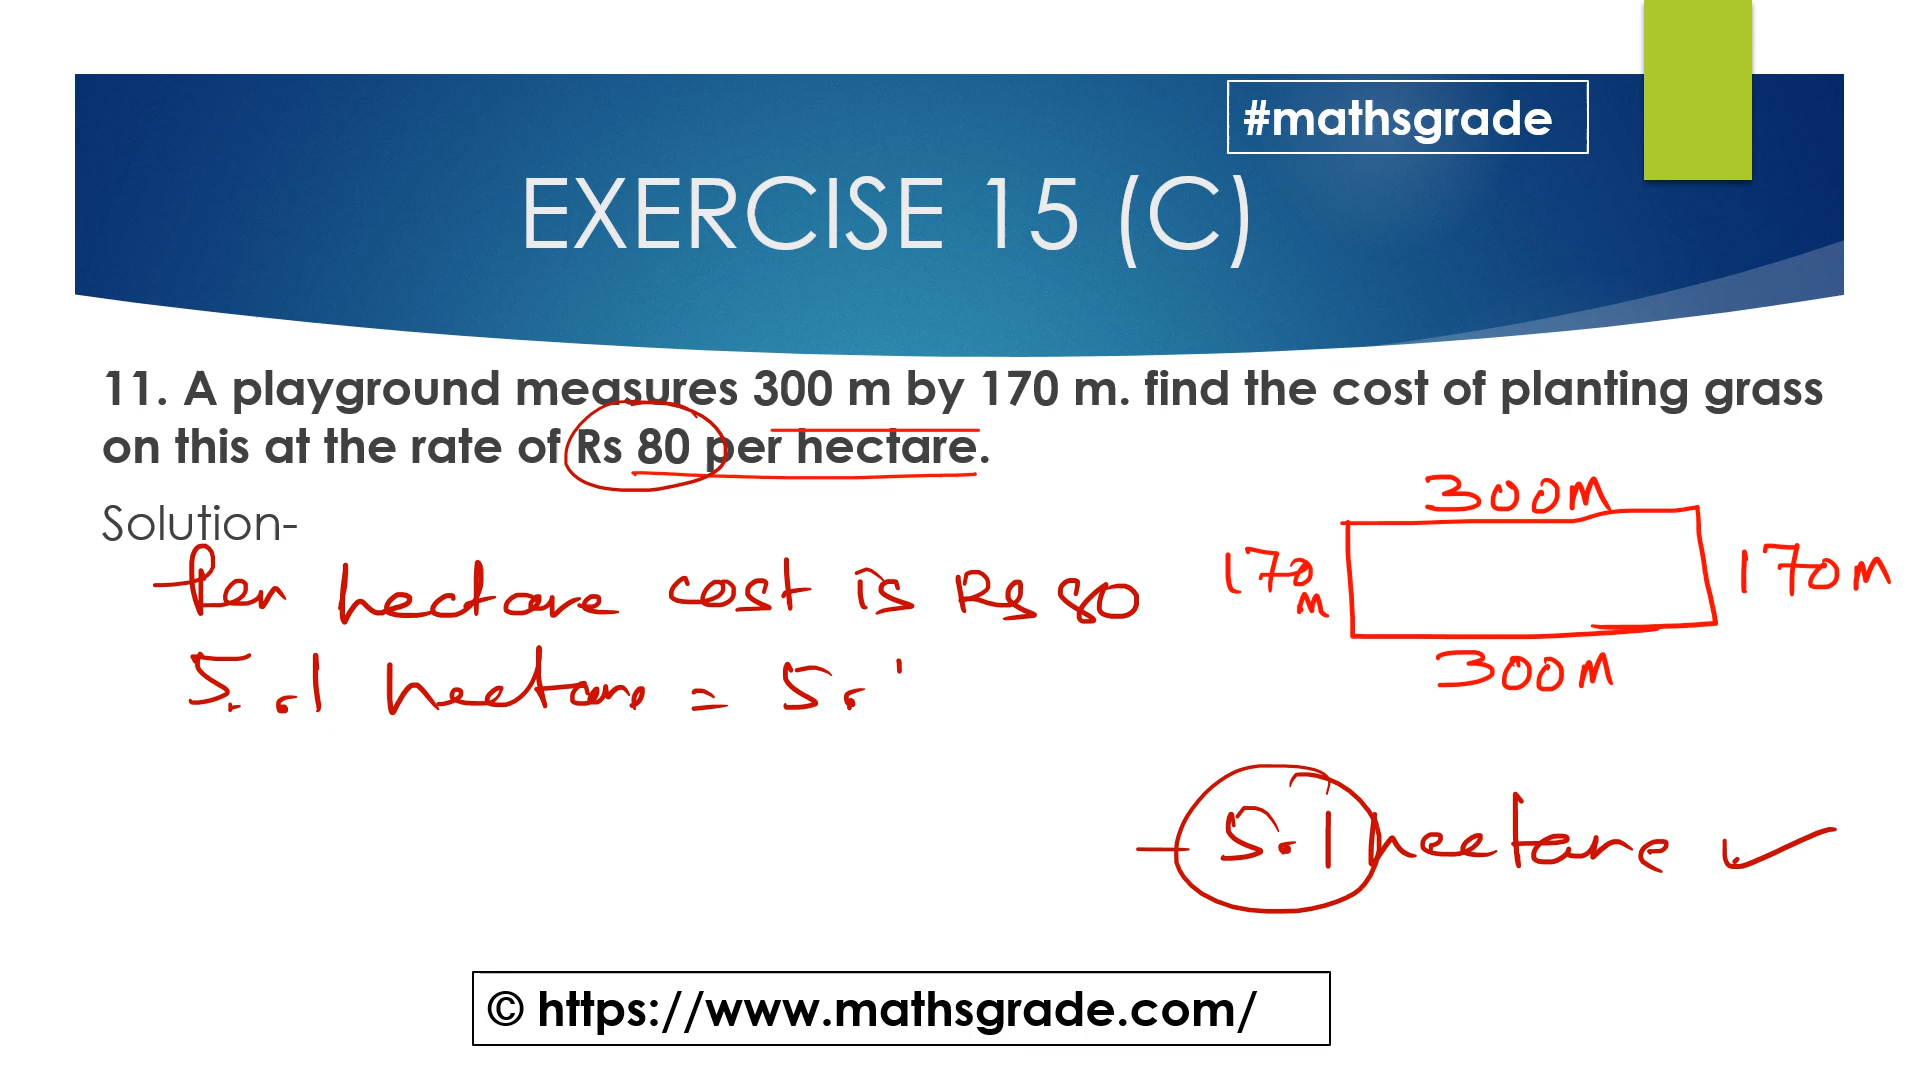 #mathsgrade
EXERCISE 15 (C)
11. A playground measures 300 m by 170 m. find the cost of planting grass
on this at the rate of Rs 80 per hectare.
Solution-
300M
170
M
170M
300M
Per hectare cost is Rs 80
5.1 hectare = 5.
5.1 hectare
© https://www.mathsgrade.com/